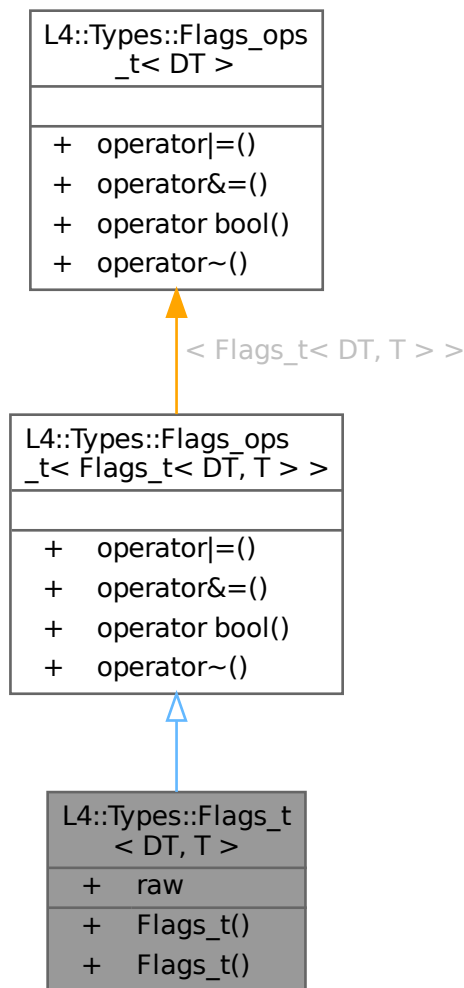 L4::Types::Flags_ops
_t< DT >
+ operator|=()
+ operator&=()
+ operator bool()
+ operator~()
< Flags_t< DT, T > >
L4::Types::Flags_ops
_t< Flags_t< DT, T > >
+ operator|=()
+ operator&=()
+ operator bool()
+ operator~()
L4::Types::Flags_t
< DT, T >
+ raw
+ Flags_t()
+ Flags_t()